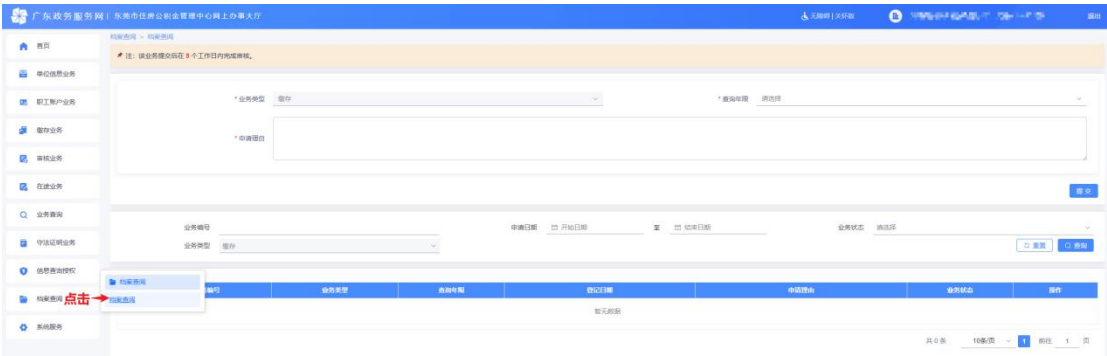 广东政务服务网 | 东莞市住房公积金管理中心网上办事大厅
无障碍 | 关怀版
退出
首页
单位信息业务
职工账户业务
缴存业务
审核业务
在途业务
业务查询
守法证明业务
信息查询授权
档案查阅
系统服务
档案查阅 > 档案查阅
注：该业务提交后在 8 个工作日内完成审核。
* 业务类型 缴存
* 查询年限 请选择
* 申请理由
提 交
业务编号
申请日期 开始日期 至 结束日期
业务状态 请选择
业务类型 缴存
重置 查询
档案查阅
点击
档案查阅
编号 业务类型 查询年限 登记日期 申请理由 业务状态 操作
暂无数据
共 0 条 10条/页 1 前往 1 页